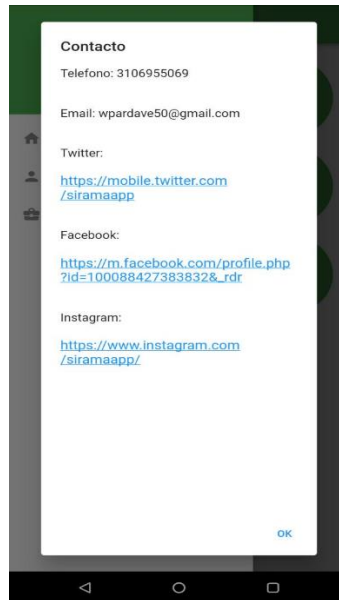 Contacto
Telefono: 3106955069
Email: wpardave50@gmail.com
Twitter:
https://mobile.twitter.com
/siramaapp
Facebook:
https://m.facebook.com/profile.php
?id=100088427383832&_rdr
Instagram:
https://www.instagram.com
/siramaapp/
OK